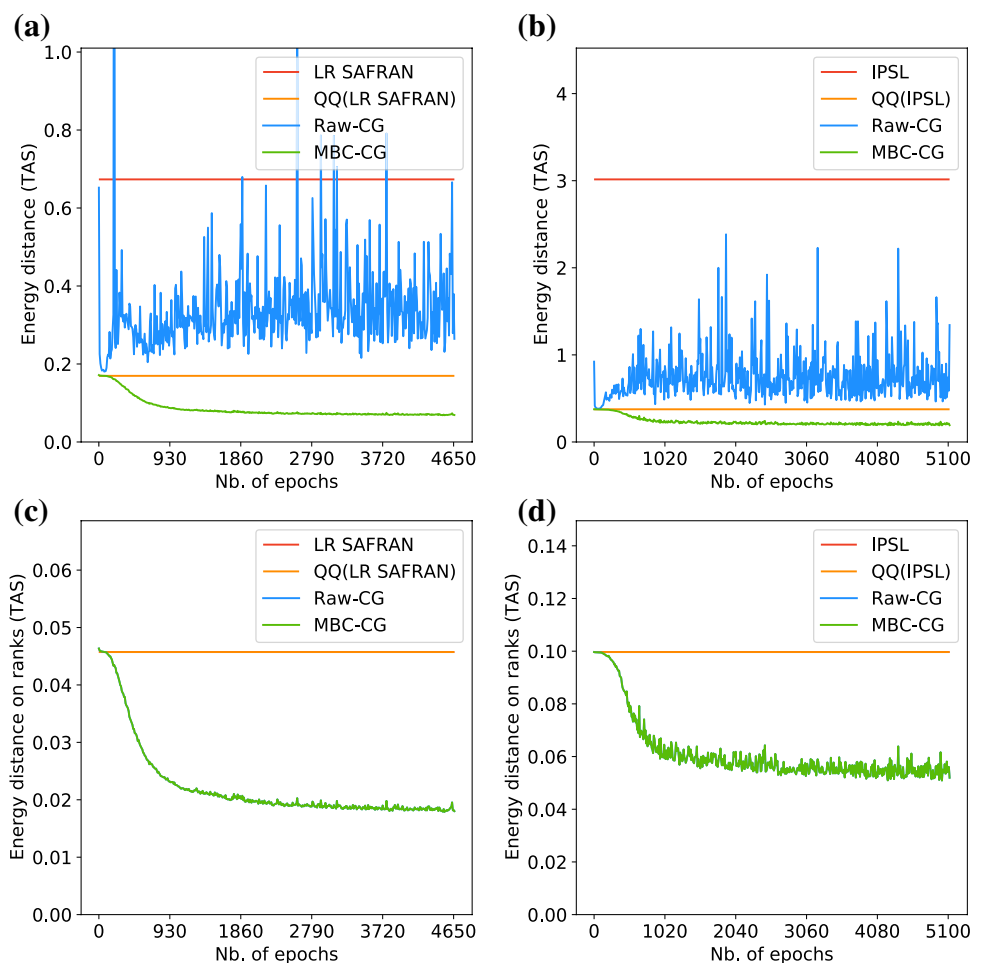 (a)
Energy distance (TAS)
1.0
0.8
0.6
0.4
0.2
0.0
LR SAFRAN
QQ(LR SAFRAN)
Raw-CG
MBC-CG
0 930 1860 2790 3720 4650
Nb. of epochs
(b)
Energy distance (TAS)
4
3
2
1
0
IPSL
QQ(IPSL)
Raw-CG
MBC-CG
0 1020 2040 3060 4080 5100
Nb. of epochs
(c)
Energy distance on ranks (TAS)
0.06
0.05
0.04
0.03
0.02
0.01
0.00
LR SAFRAN
QQ(LR SAFRAN)
Raw-CG
MBC-CG
0 930 1860 2790 3720 4650
Nb. of epochs
(d)
Energy distance on ranks (TAS)
0.14
0.12
0.10
0.08
0.06
0.04
0.02
0.00
IPSL
QQ(IPSL)
Raw-CG
MBC-CG
0 1020 2040 3060 4080 5100
Nb. of epochs